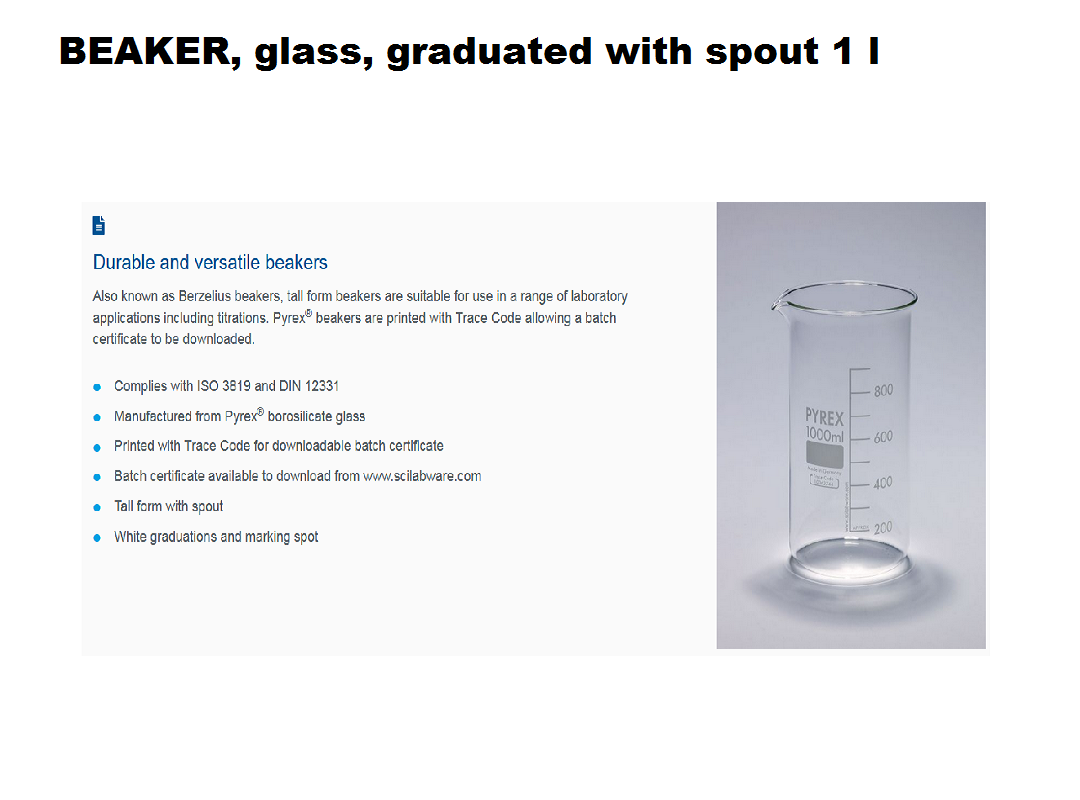 BEAKER, glass, graduated with spout 1 l
Durable and versatile beakers
Also known as Berzelius beakers, tall form beakers are suitable for use in a range of laboratory
applications including titrations. Pyrex® beakers are printed with Trace Code allowing a batch
certificate to be downloaded.
Complies with ISO 3819 and DIN 12331
Manufactured from Pyrex® borosilicate glass
Printed with Trace Code for downloadable batch certificate
Batch certificate available to download from www.scilabware.com
Tall form with spout
White graduations and marking spot
PYREX
1000ml
800
600
400
200